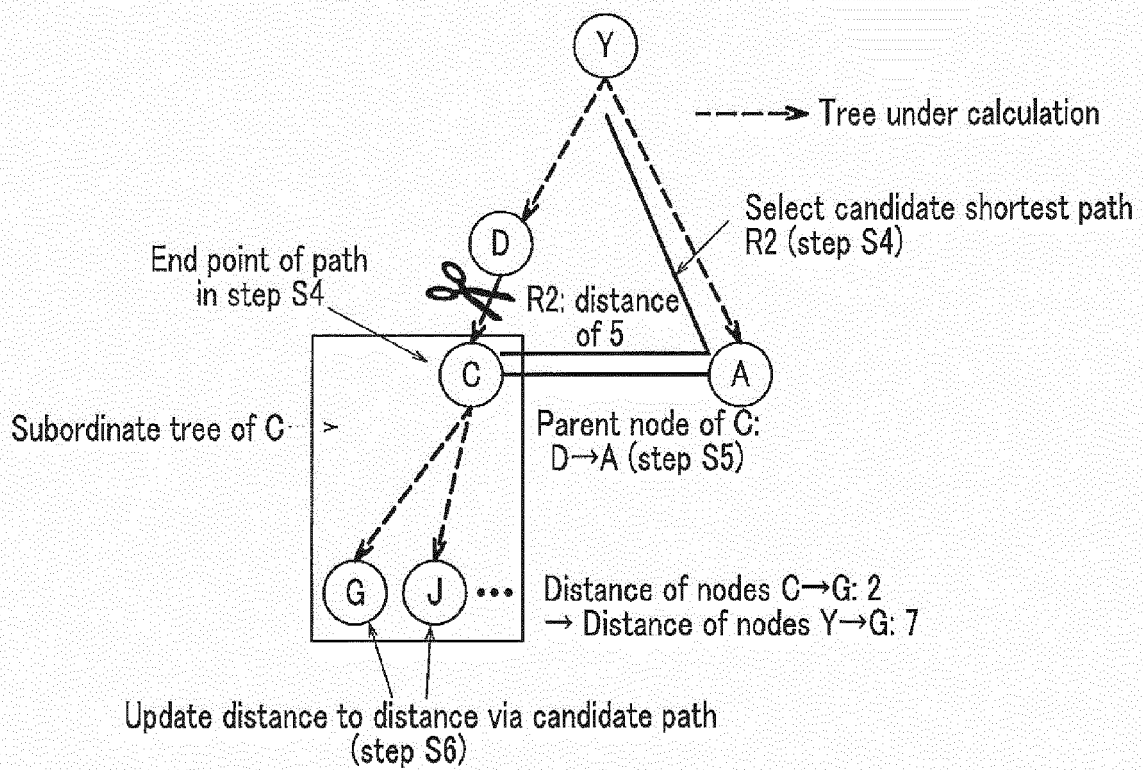 Y
Tree under calculation
Select candidate shortest path
R2 (step S4)
D
End point of path
in step S4
R2: distance
of 5
C
A
Subordinate tree of C
Parent node of C:
D→A (step S5)
G
J
•••
Distance of nodes C→G: 2
→ Distance of nodes Y→G: 7
Update distance to distance via candidate path
(step S6)